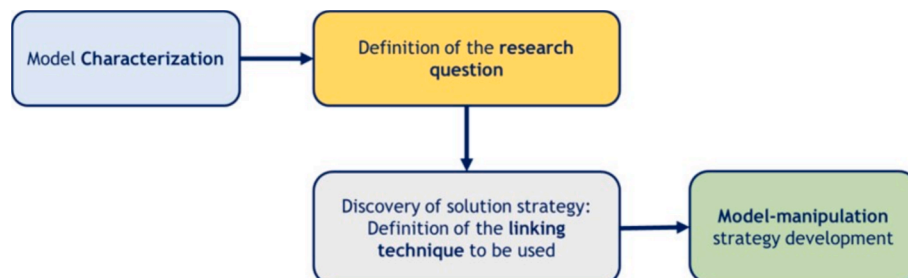 Model Characterization
Definition of the research
question
Discovery of solution strategy:
Definition of the linking
technique to be used
Model-manipulation
strategy development